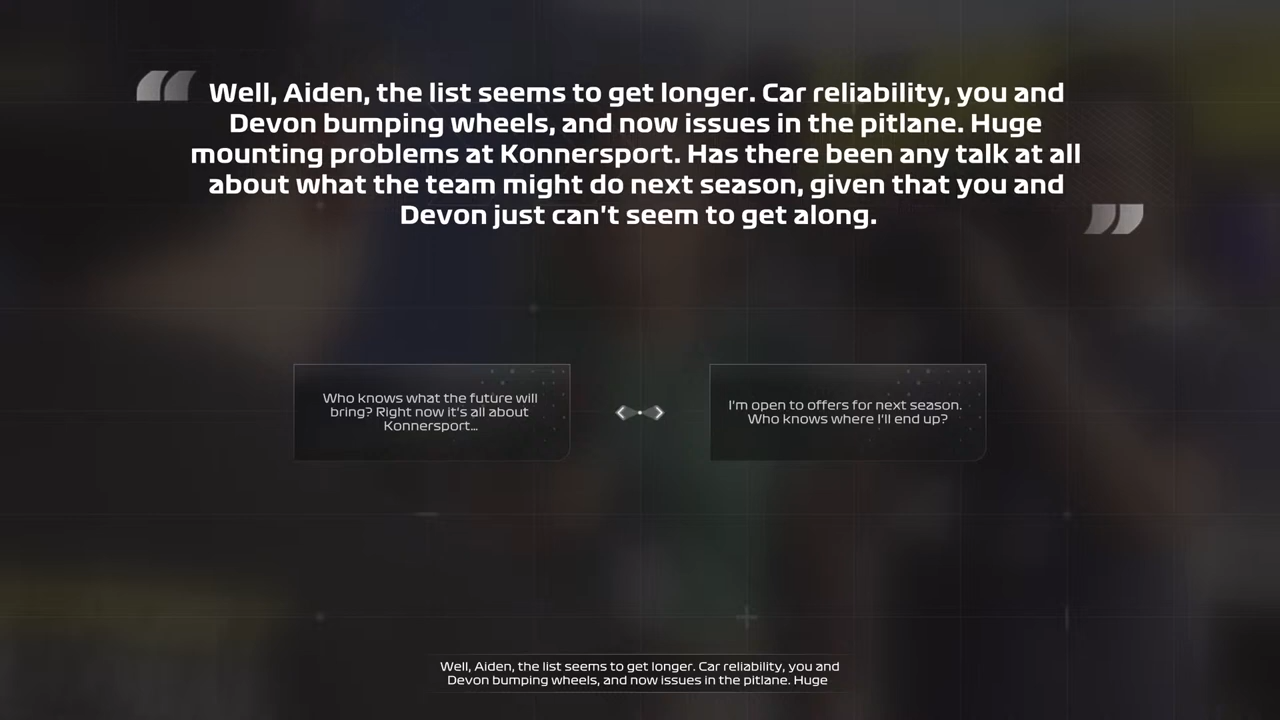 Well, Aiden, the list seems to get longer. Car reliability, you and
Devon bumping wheels, and now issues in the pitlane. Huge
mounting problems at Konnersport. Has there been any talk at all
about what the team might do next season, given that you and
Devon just can't seem to get along.
Who knows what the future will
bring? Right now it's all about
Konnersport...
I'm open to offers for next season.
Who knows where I'll end up?
Well, Aiden, the list seems to get longer. Car reliability, you and
Devon bumping wheels, and now issues in the pitlane. Huge